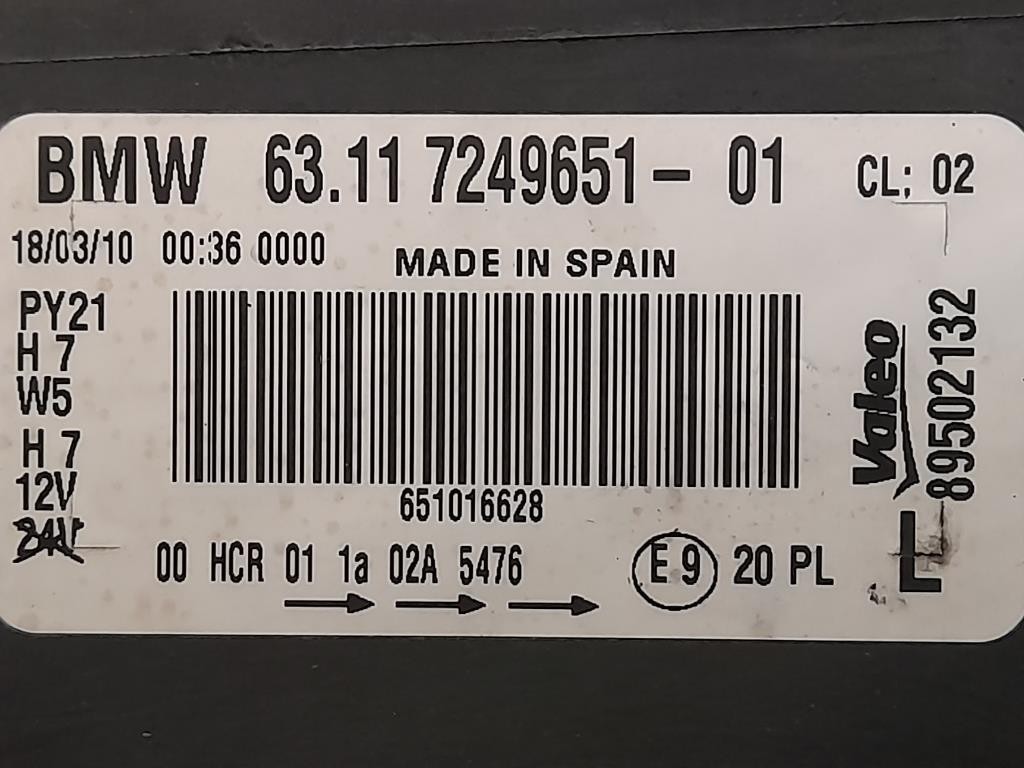 BMW 63.11 7249651- 01 CL; 02
18/03/10 00:36 0000
MADE IN SPAIN
PY21
H 7
W5
H 7
12V
24V
651016628
Valeo
89502132
00 HCR 01 1a 02A 5476
E 9 20 PL
L